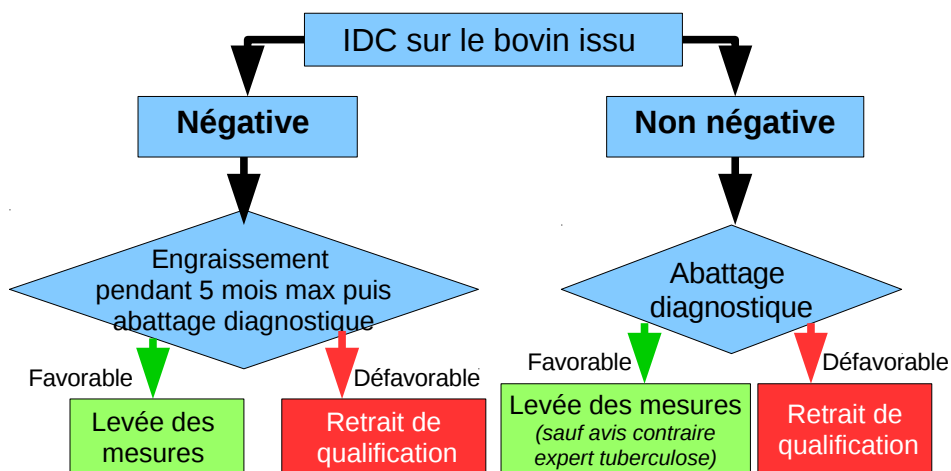 IDC sur le bovin issu
Négative
Non négative
Engraissement
pendant 5 mois max puis
abattage diagnostique
Abattage
diagnostique
Favorable
Défavorable
Favorable
Défavorable
Levée des
mesures
Retrait de
qualification
Levée des mesures
(sauf avis contraire
expert tuberculose)
Retrait de
qualification